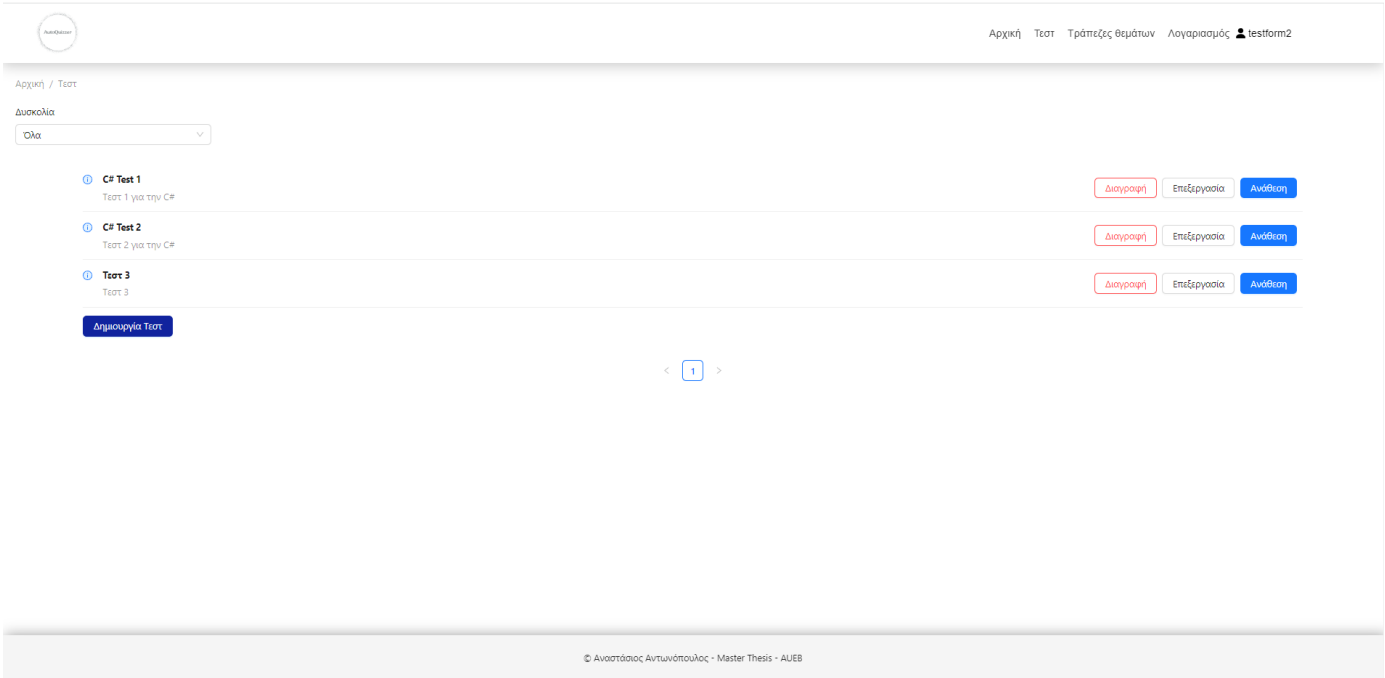 AutoQuizzer
Αρχική Τεστ Τράπεζες θεμάτων Λογαριασμός testform2
Αρχική / Τεστ
Δυσκολία
Όλα
C# Test 1
Τεστ 1 για την C#
Διαγραφή Επεξεργασία Ανάθεση
C# Test 2
Τεστ 2 για την C#
Διαγραφή Επεξεργασία Ανάθεση
Τεστ 3
Τεστ 3
Διαγραφή Επεξεργασία Ανάθεση
Δημιουργία Τεστ
< 1 >
© Αναστάσιος Αντωνόπουλος - Master Thesis - AUEB